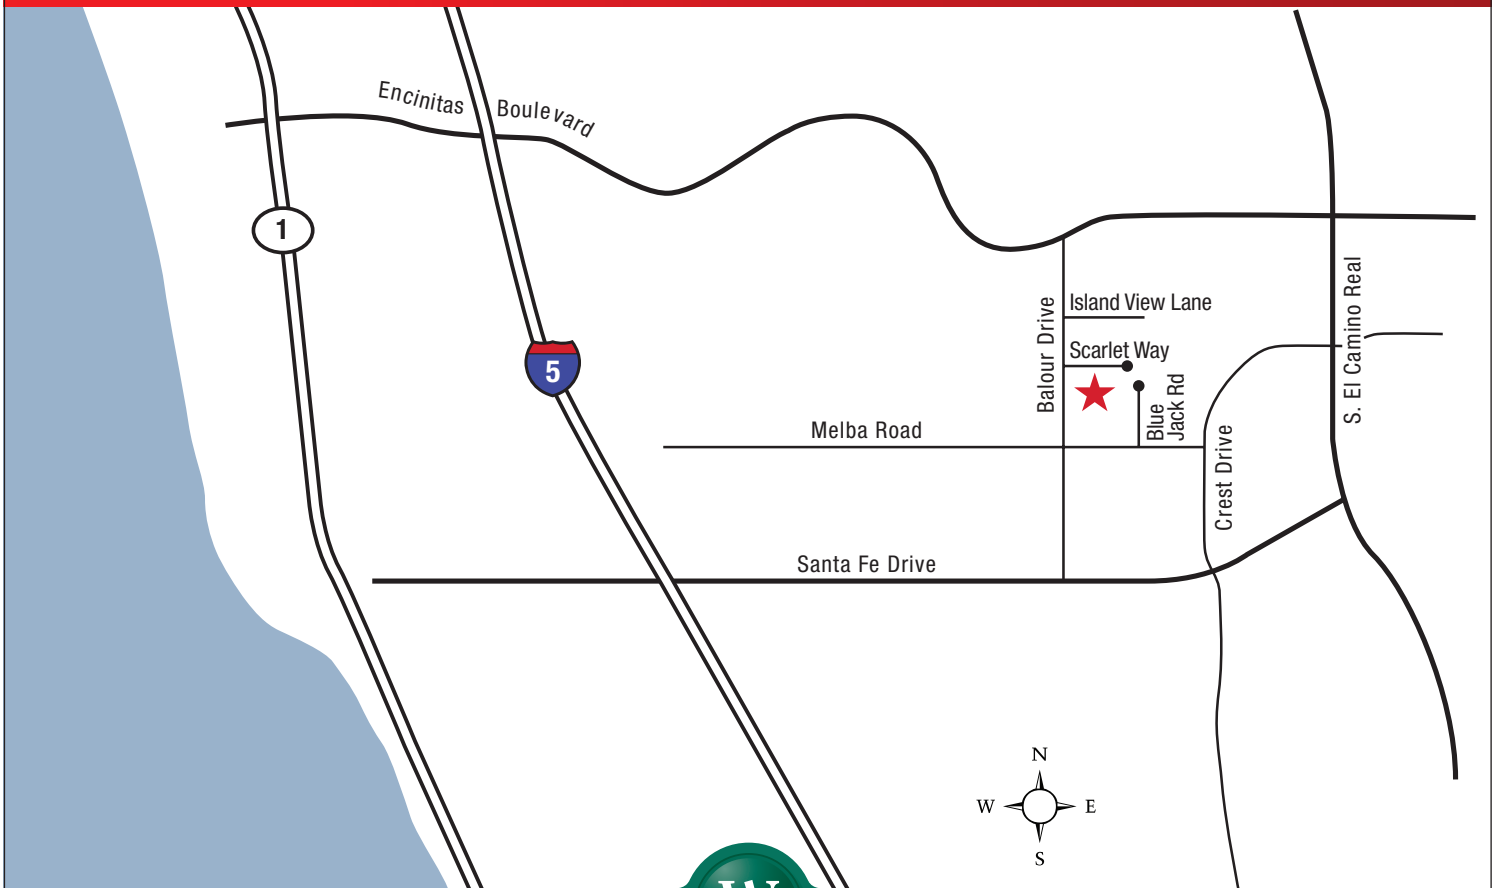 Encinitas Boulevard
1
Island View Lane
Balour Drive
S. El Camino Real
Scarlet Way
5
Blue
Jack Rd
Melba Road
Crest Drive
Santa Fe Drive
N
W E
S
W